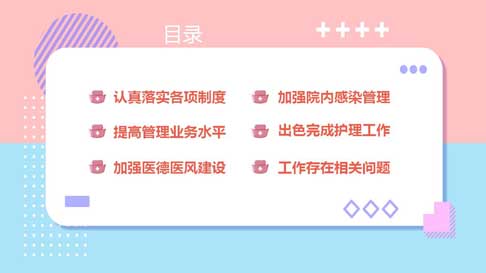 目录
认真落实各项制度
加强院内感染管理
提高管理业务水平
出色完成护理工作
加强医德医风建设
工作存在相关问题